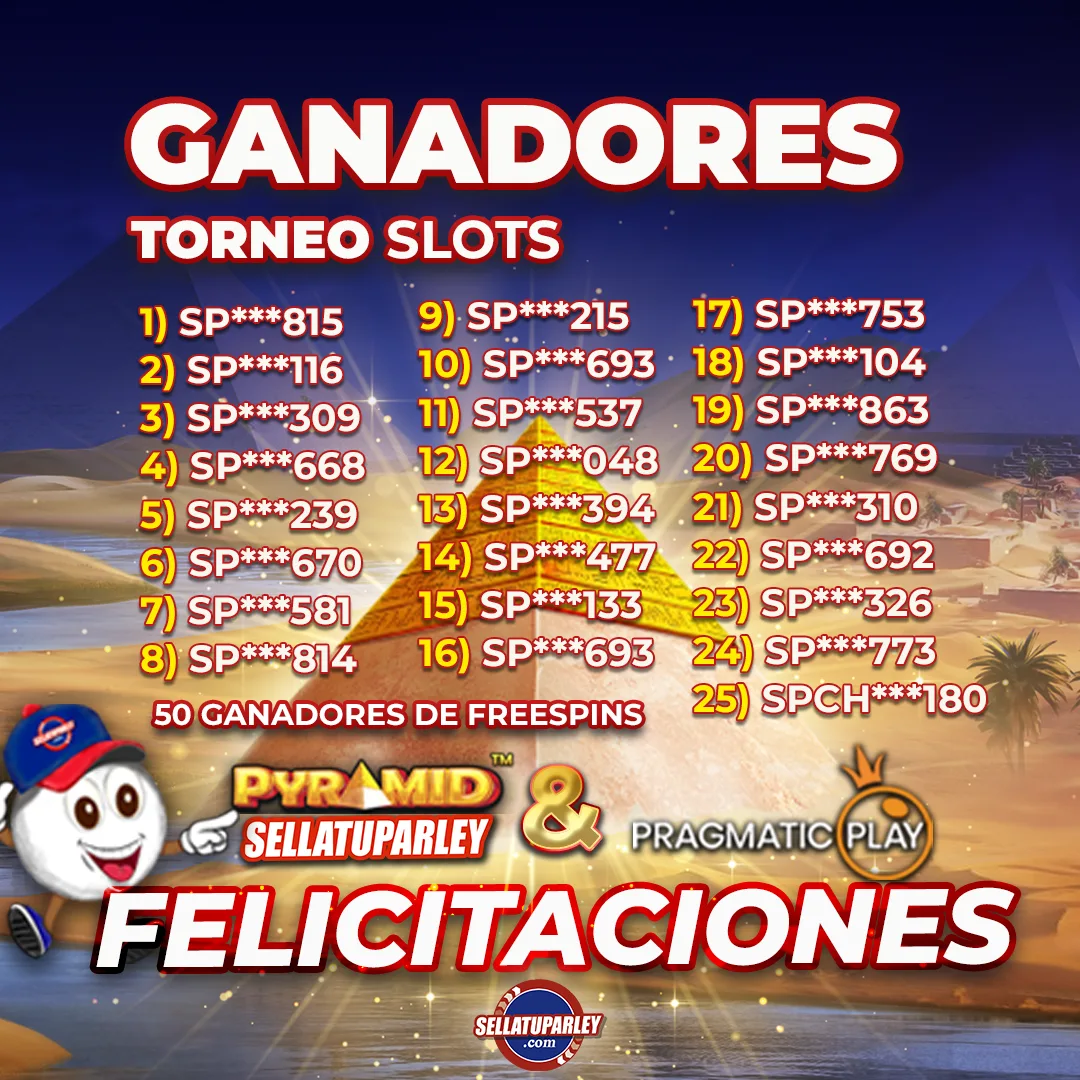 GANADORES
TORNEO SLOTS
1) SP***815
2) SP***116
3) SP***309
4) SP***668
5) SP***239
6) SP***670
7) SP***581
8) SP***814
9) SP***215
10) SP***693
11) SP***537
12) SP***048
13) SP***394
14) SP***477
15) SP***133
16) SP***693
17) SP***753
18) SP***104
19) SP***863
20) SP***769
21) SP***310
22) SP***692
23) SP***326
24) SP***773
25) SPCH***180
50 GANADORES DE FREESPINS
PYRAMID™
SELLATUPARLEY
&
PRAGMATIC PLAY
FELICITACIONES
SELLATUPARLEY
.com